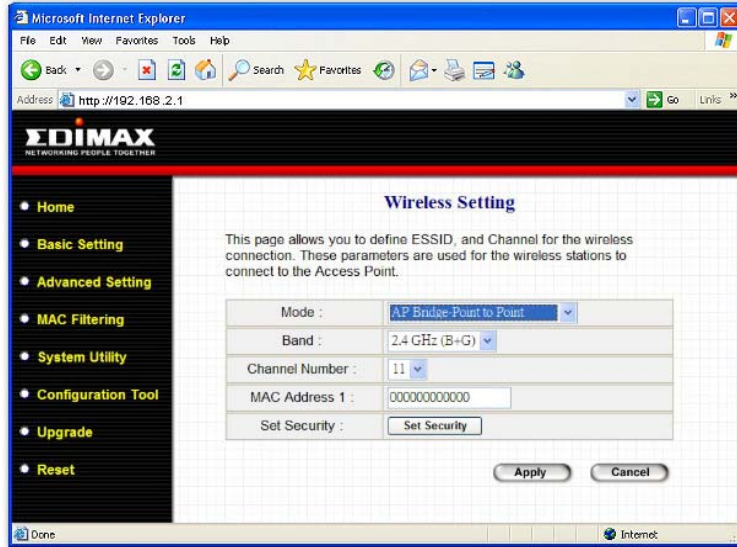 Microsoft Internet Explorer
File Edit View Favorites Tools Help
Back Search Favorites
Address http://192.168.2.1 Go Links »
EDIMAX
NETWORKING PEOPLE TOGETHER
Home
Basic Setting
Advanced Setting
MAC Filtering
System Utility
Configuration Tool
Upgrade
Reset
Wireless Setting
This page allows you to define ESSID, and Channel for the wireless
connection. These parameters are used for the wireless stations to
connect to the Access Point.
Mode : AP Bridge-Point to Point
Band : 2.4 GHz (B+G)
Channel Number : 11
MAC Address 1 : 000000000000
Set Security : Set Security
Apply Cancel
Done Internet